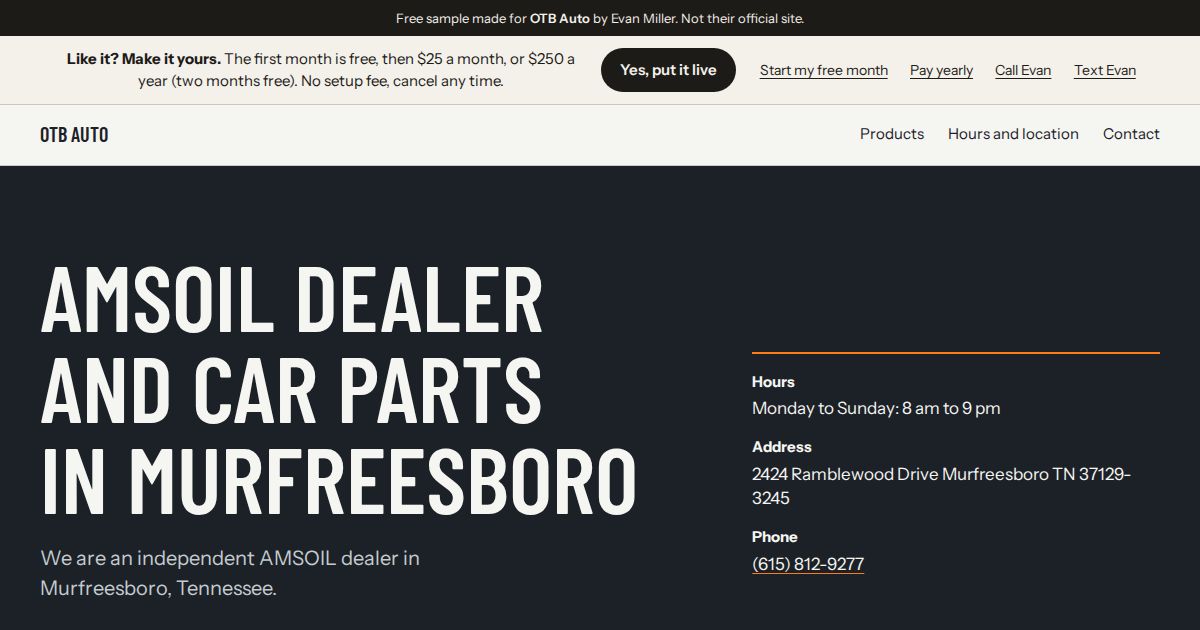 Free sample made for OTB Auto by Evan Miller. Not their official site.
Like it? Make it yours. The first month is free, then $25 a month, or $250 a
year (two months free). No setup fee, cancel any time.
Yes, put it live
Start my free month
Pay yearly
Call Evan
Text Evan
OTB AUTO
Products
Hours and location
Contact
AMSOIL DEALER
AND CAR PARTS
IN MURFREESBORO
We are an independent AMSOIL dealer in
Murfreesboro, Tennessee.
Hours
Monday to Sunday: 8 am to 9 pm
Address
2424 Ramblewood Drive Murfreesboro TN 37129-
3245
Phone
(615) 812-9277